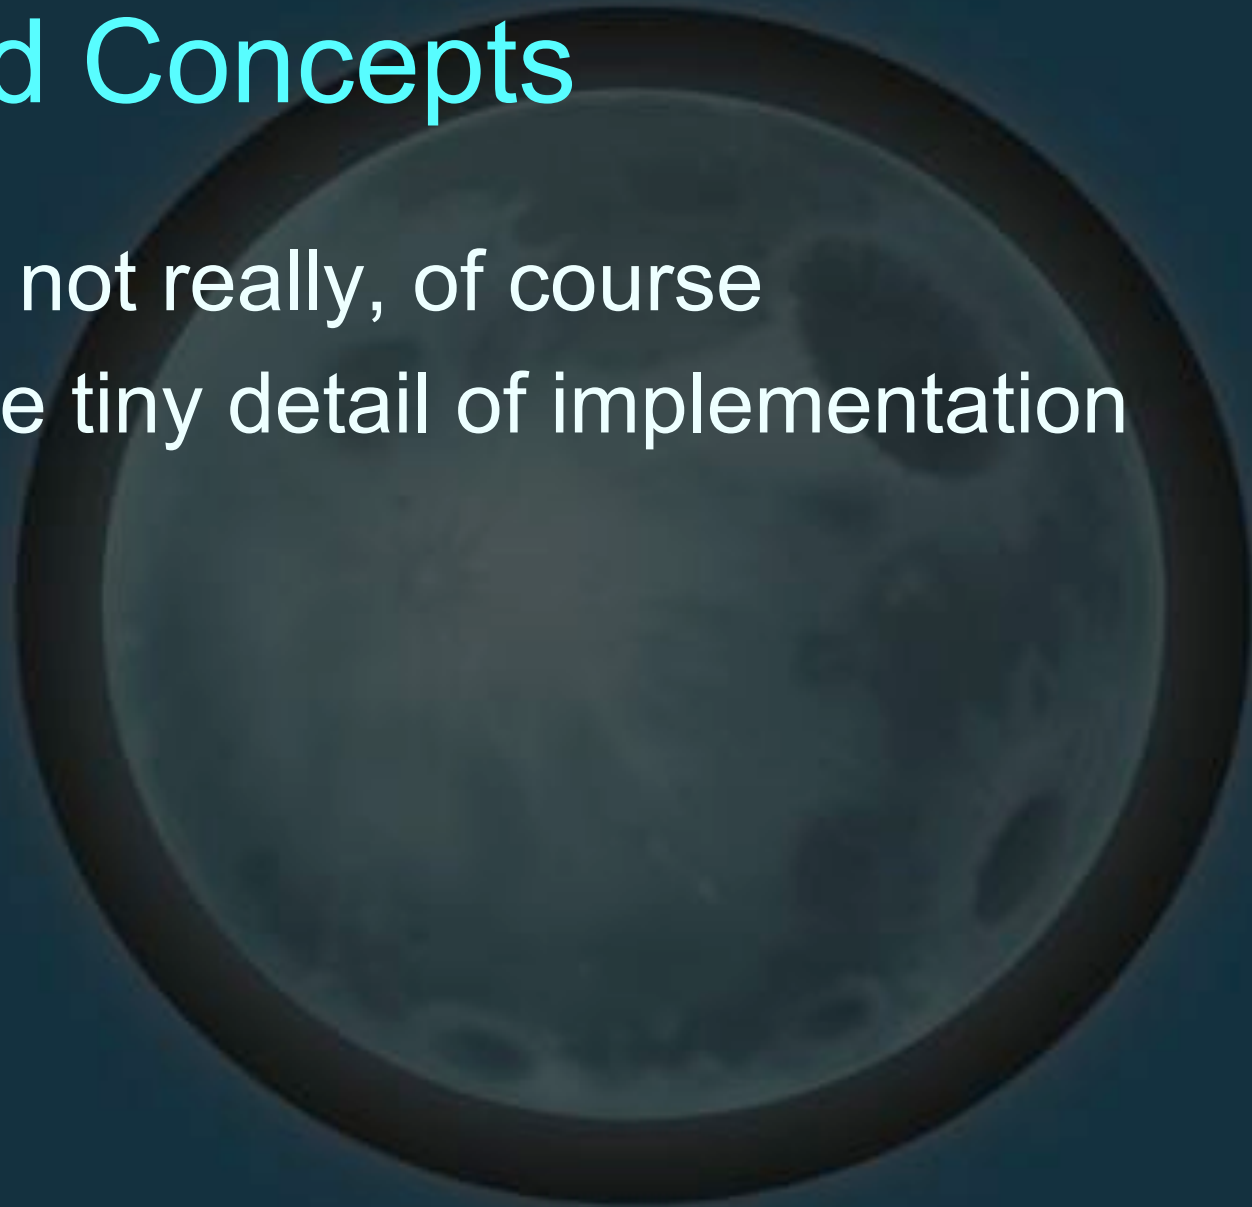 d Concepts
not really, of course
e tiny detail of implementation